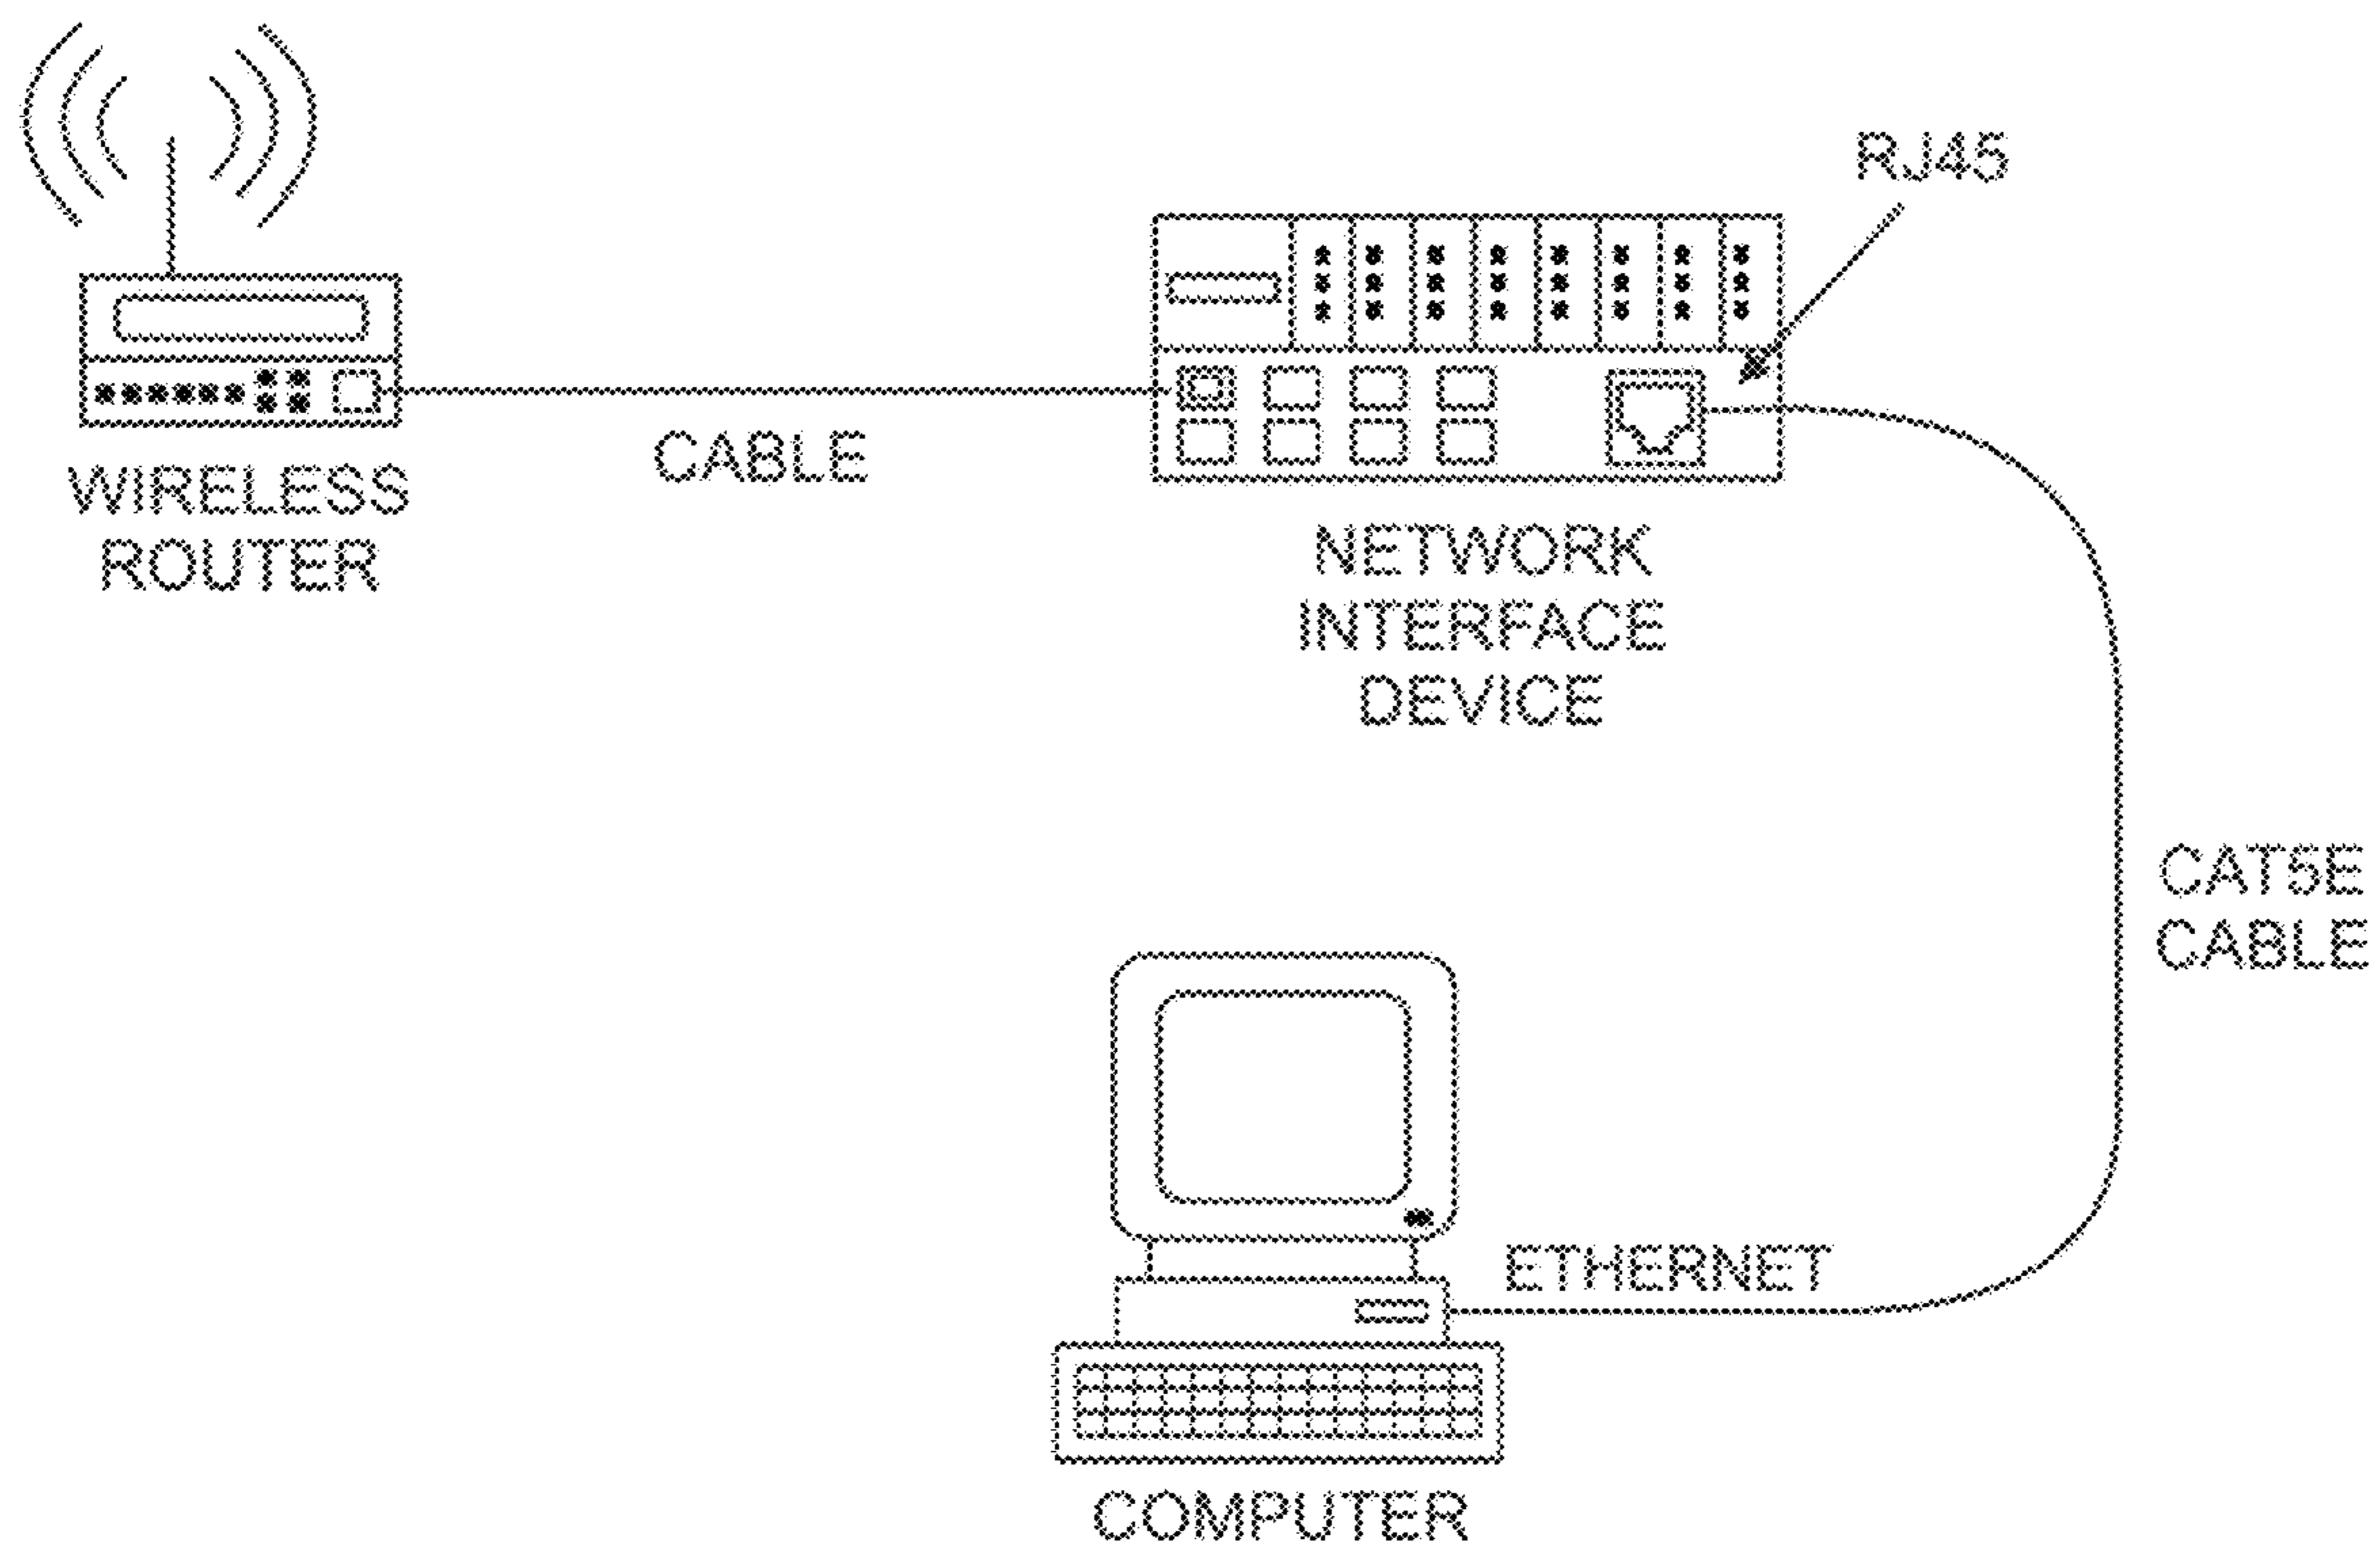 RJ45
CABLE
WIRELESS
ROUTER
NETWORK
INTERFACE
DEVICE
CAT5E
CABLE
ETHERNET
COMPUTER